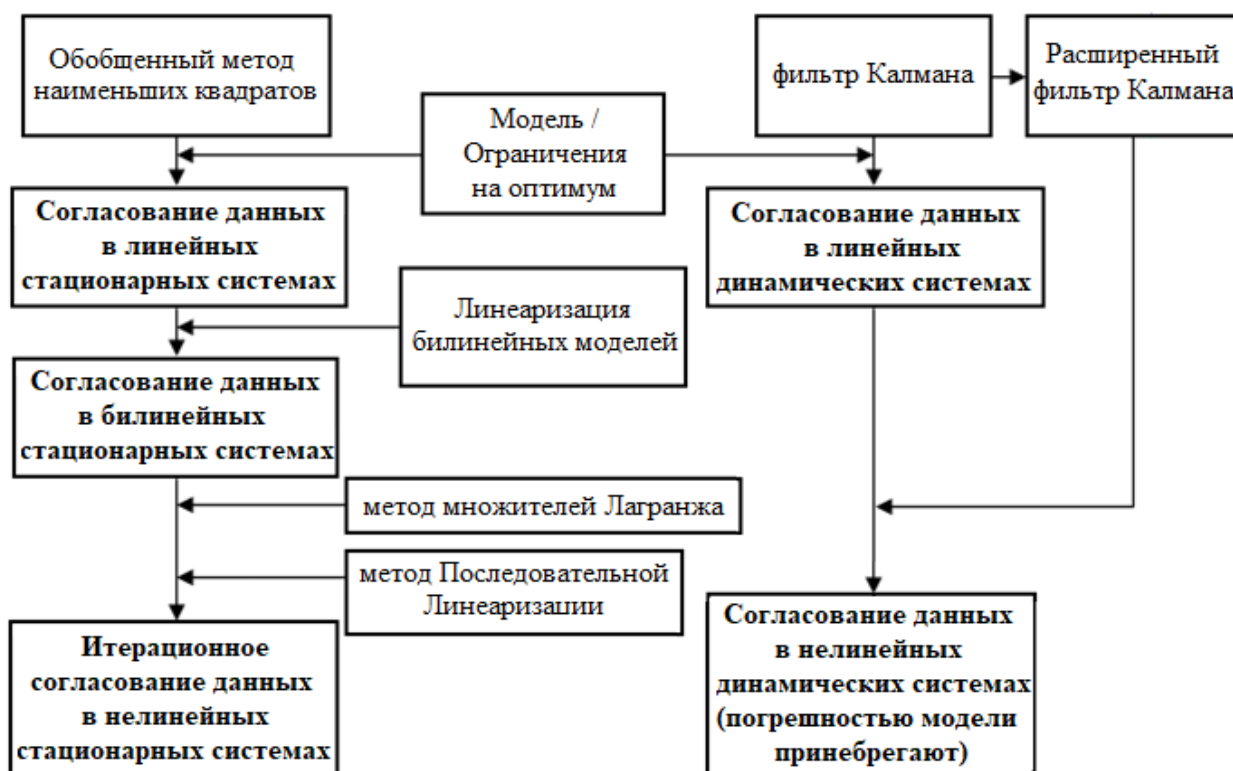 Обобщенный метод
наименьших квадратов
фильтр Калмана
Расширенный
фильтр Калмана
Модель /
Ограничения
на оптимум
Согласование данных
в линейных
стационарных системах
Согласование данных
в линейных
динамических системах
Линеаризация
билинейных моделей
Согласование данных
в билинейных
стационарных системах
метод множителей Лагранжа
метод Последовательной
Линеаризации
Итерационное
согласование данных
в нелинейных
стационарных системах
Согласование данных
в нелинейных
динамических системах
(погрешностью модели
принебрегают)